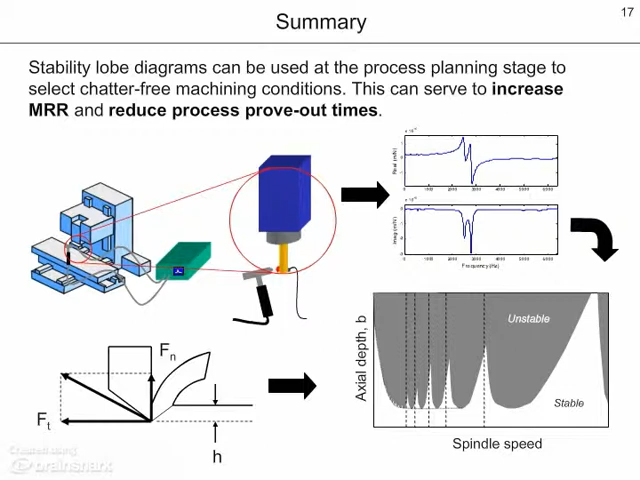 Summary
17
Stability lobe diagrams can be used at the process planning stage to
select chatter-free machining conditions. This can serve to increase
MRR and reduce process prove-out times.
Real (m/N)
Imag (m/N)
Frequency (Hz)
Fn
Ft
h
Axial depth, b
Unstable
Stable
Spindle speed
Created using
brainshark